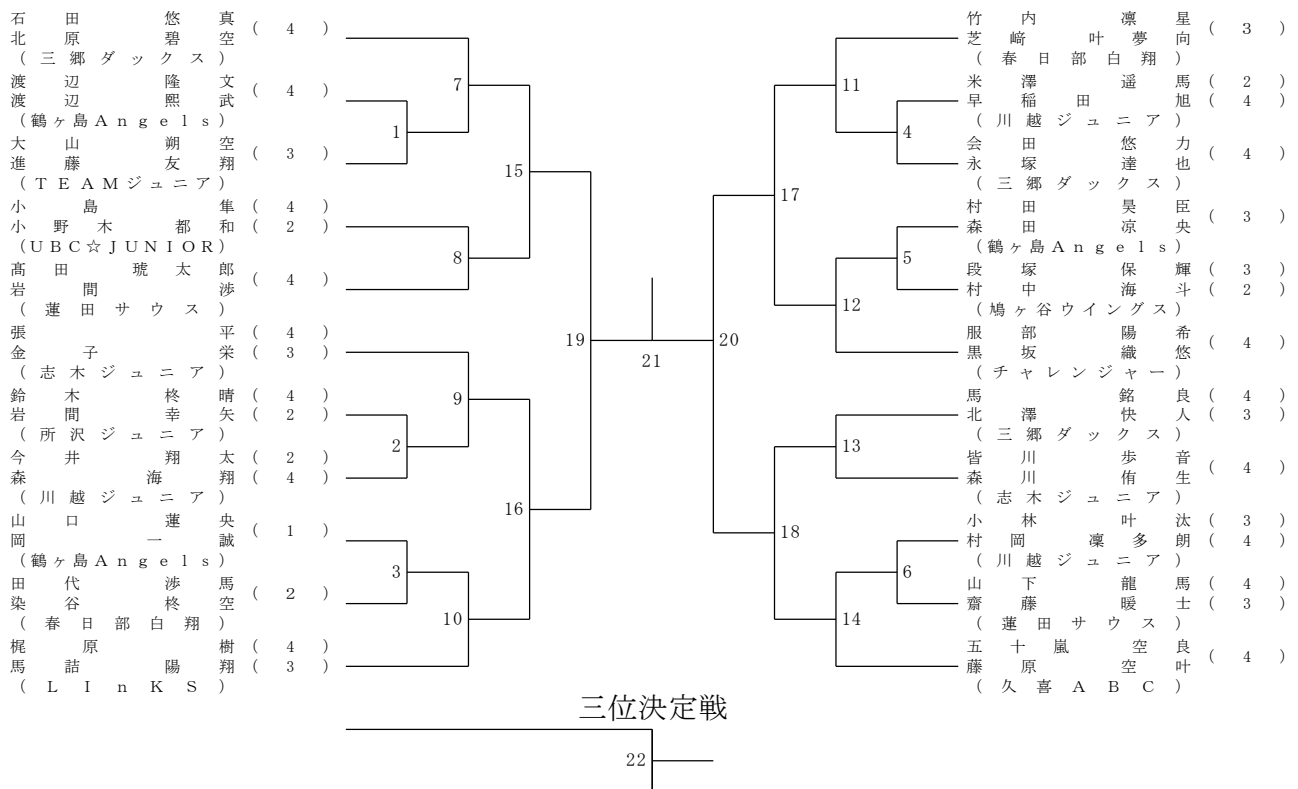 石田 悠真
北原 碧空 ( 4 )
(三郷ダックス)
渡辺 隆文
渡辺 熙武 ( 4 )
(鶴ヶ島Angels)
大山 朔空
進藤 友翔 ( 3 )
(TEAMジュニア)
小島 隼 ( 4 )
小野木 都和 ( 2 )
(UBC☆JUNIOR)
髙田 琥太郎
岩間 渉 ( 4 )
(蓮田サウス)
張 平 ( 4 )
金子 栄 ( 3 )
(志木ジュニア)
鈴木 柊晴 ( 4 )
岩間 幸矢 ( 2 )
(所沢ジュニア)
今井 翔太 ( 2 )
森 海翔 ( 4 )
(川越ジュニア)
山口 蓮央
岡 一誠 ( 1 )
(鶴ヶ島Angels)
田代 渉馬
染谷 柊空 ( 2 )
(春日部白翔)
梶原 樹 ( 4 )
馬詰 陽翔 ( 3 )
(LInKS)
7
1
15
8
19
9
2
16
3
10
21
20
11
4
17
5
12
13
18
6
14
竹内 凛星
芝﨑 叶夢向 ( 3 )
(春日部白翔)
米澤 遥馬 ( 2 )
早稲田 旭 ( 4 )
(川越ジュニア)
会田 悠力
永塚 達也 ( 4 )
(三郷ダックス)
村田 昊臣
森田 凉央 ( 3 )
(鶴ヶ島Angels)
段塚 保輝 ( 3 )
村中 海斗 ( 2 )
(鳩ヶ谷ウイングス)
服部 陽希
黒坂 織悠 ( 4 )
(チャレンジャー)
馬 銘良 ( 4 )
北澤 快人 ( 3 )
(三郷ダックス)
皆川 歩音
森川 侑生 ( 4 )
(志木ジュニア)
小林 叶汰 ( 3 )
村岡 凜多朗 ( 4 )
(川越ジュニア)
山下 龍馬 ( 4 )
齋藤 暖士 ( 3 )
(蓮田サウス)
五十嵐 空良
藤原 空叶 ( 4 )
(久喜ABC)
三位決定戦
22